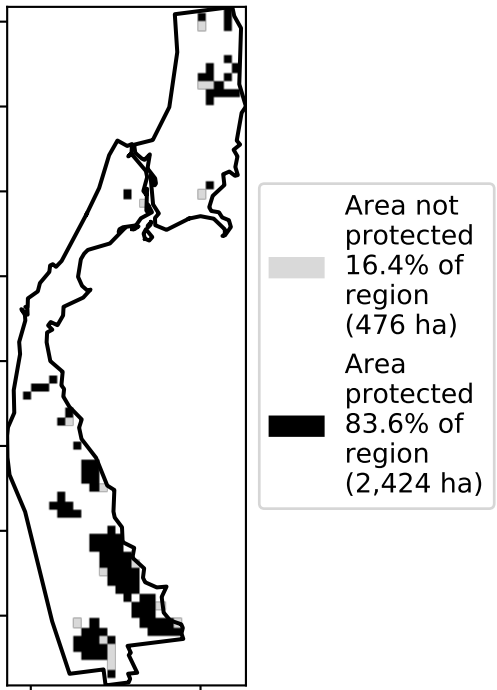 Area not
protected
16.4% of
region
(476 ha)
Area
protected
83.6% of
region
(2,424 ha)